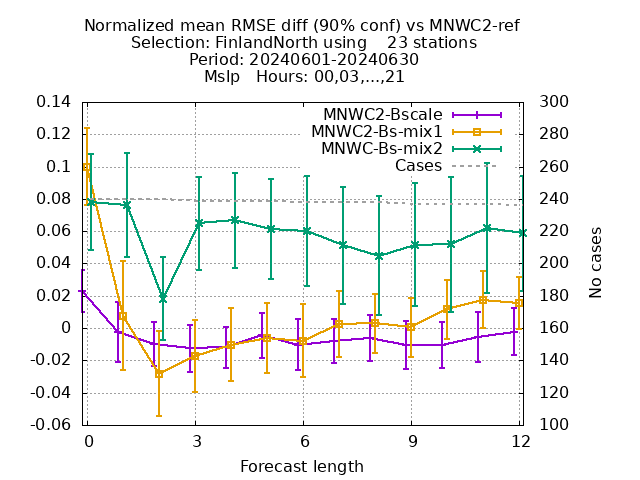 Normalized mean RMSE diff (90% conf) vs MNWC2-ref
Selection: FinlandNorth using    23 stations
Period: 20240601-20240630
Mslp   Hours: 00,03,...,21
MNWC2-Bscale
MNWC2-Bs-mix1
MNWC-Bs-mix2
Cases
0.14
0.12
0.1
0.08
0.06
0.04
0.02
0
-0.02
-0.04
-0.06
300
280
260
240
220
200
180
160
140
120
100
No cases
0 3 6 9 12
Forecast length